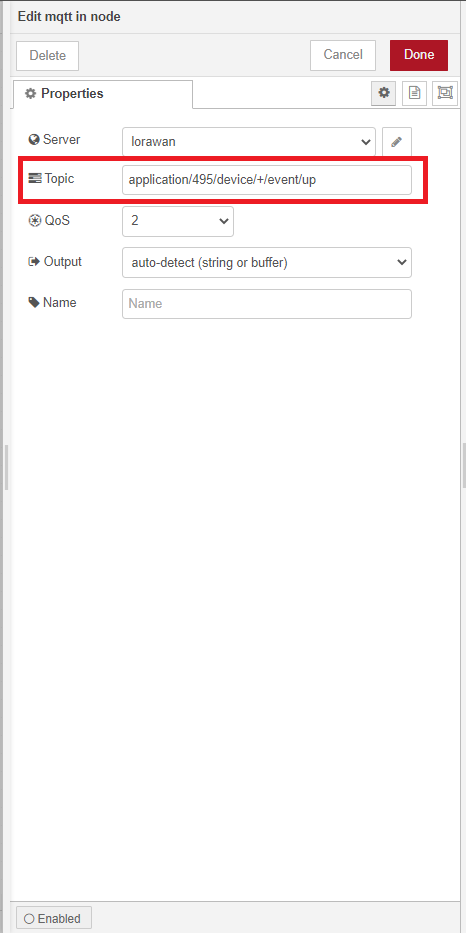 Edit mqtt in node
Delete Cancel Done
Properties
Server lorawan
Topic application/495/device/+/event/up
QoS 2
Output auto-detect (string or buffer)
Name Name
Enabled